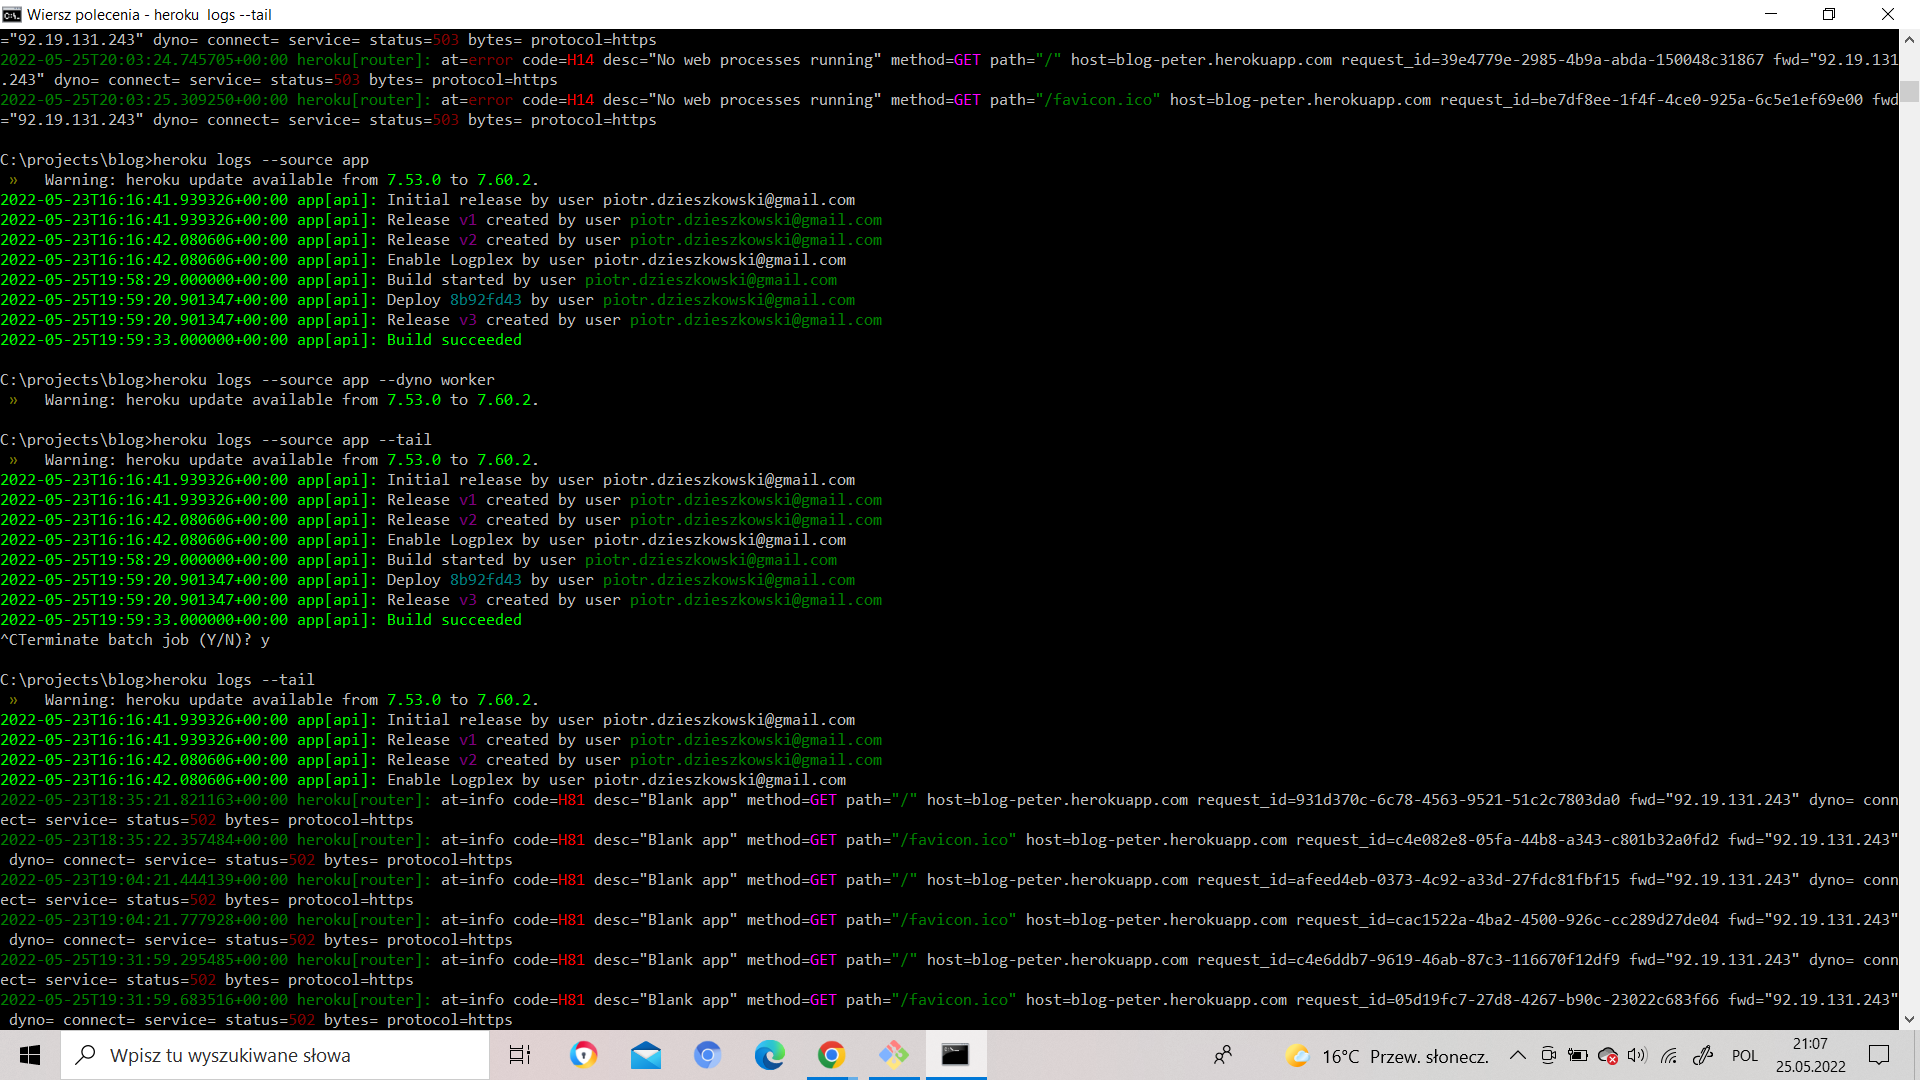 Wiersz polecenia - heroku  logs --tail
="92.19.131.243" dyno= connect= service= status=503 bytes= protocol=https
2022-05-25T20:03:24.745705+00:00 heroku[router]: at=error code=H14 desc="No web processes running" method=GET path="/" host=blog-peter.herokuapp.com request_id=39e4779e-2985-4b9a-abda-150048c31867 fwd="92.19.131
.243" dyno= connect= service= status=503 bytes= protocol=https
2022-05-25T20:03:25.309250+00:00 heroku[router]: at=error code=H14 desc="No web processes running" method=GET path="/favicon.ico" host=blog-peter.herokuapp.com request_id=be7df8ee-1f4f-4ce0-925a-6c5e1ef69e00 fwd
="92.19.131.243" dyno= connect= service= status=503 bytes= protocol=https
C:\projects\blog>heroku logs --source app
 »   Warning: heroku update available from 7.53.0 to 7.60.2.
2022-05-23T16:16:41.939326+00:00 app[api]: Initial release by user piotr.dzieszkowski@gmail.com
2022-05-23T16:16:41.939326+00:00 app[api]: Release v1 created by user piotr.dzieszkowski@gmail.com
2022-05-23T16:16:42.080606+00:00 app[api]: Release v2 created by user piotr.dzieszkowski@gmail.com
2022-05-23T16:16:42.080606+00:00 app[api]: Enable Logplex by user piotr.dzieszkowski@gmail.com
2022-05-25T19:58:29.000000+00:00 app[api]: Build started by user piotr.dzieszkowski@gmail.com
2022-05-25T19:59:20.901347+00:00 app[api]: Deploy 8b92fd43 by user piotr.dzieszkowski@gmail.com
2022-05-25T19:59:20.901347+00:00 app[api]: Release v3 created by user piotr.dzieszkowski@gmail.com
2022-05-25T19:59:33.000000+00:00 app[api]: Build succeeded
C:\projects\blog>heroku logs --source app --dyno worker
 »   Warning: heroku update available from 7.53.0 to 7.60.2.
C:\projects\blog>heroku logs --source app --tail
 »   Warning: heroku update available from 7.53.0 to 7.60.2.
2022-05-23T16:16:41.939326+00:00 app[api]: Initial release by user piotr.dzieszkowski@gmail.com
2022-05-23T16:16:41.939326+00:00 app[api]: Release v1 created by user piotr.dzieszkowski@gmail.com
2022-05-23T16:16:42.080606+00:00 app[api]: Release v2 created by user piotr.dzieszkowski@gmail.com
2022-05-23T16:16:42.080606+00:00 app[api]: Enable Logplex by user piotr.dzieszkowski@gmail.com
2022-05-25T19:58:29.000000+00:00 app[api]: Build started by user piotr.dzieszkowski@gmail.com
2022-05-25T19:59:20.901347+00:00 app[api]: Deploy 8b92fd43 by user piotr.dzieszkowski@gmail.com
2022-05-25T19:59:20.901347+00:00 app[api]: Release v3 created by user piotr.dzieszkowski@gmail.com
2022-05-25T19:59:33.000000+00:00 app[api]: Build succeeded
^CTerminate batch job (Y/N)? y
C:\projects\blog>heroku logs --tail
 »   Warning: heroku update available from 7.53.0 to 7.60.2.
2022-05-23T16:16:41.939326+00:00 app[api]: Initial release by user piotr.dzieszkowski@gmail.com
2022-05-23T16:16:41.939326+00:00 app[api]: Release v1 created by user piotr.dzieszkowski@gmail.com
2022-05-23T16:16:42.080606+00:00 app[api]: Release v2 created by user piotr.dzieszkowski@gmail.com
2022-05-23T16:16:42.080606+00:00 app[api]: Enable Logplex by user piotr.dzieszkowski@gmail.com
2022-05-23T18:35:21.821163+00:00 heroku[router]: at=info code=H81 desc="Blank app" method=GET path="/" host=blog-peter.herokuapp.com request_id=931d370c-6c78-4563-9521-51c2c7803da0 fwd="92.19.131.243" dyno= conn
ect= service= status=502 bytes= protocol=https
2022-05-23T18:35:22.357484+00:00 heroku[router]: at=info code=H81 desc="Blank app" method=GET path="/favicon.ico" host=blog-peter.herokuapp.com request_id=c4e082e8-05fa-44b8-a343-c801b32a0fd2 fwd="92.19.131.243"
 dyno= connect= service= status=502 bytes= protocol=https
2022-05-23T19:04:21.444139+00:00 heroku[router]: at=info code=H81 desc="Blank app" method=GET path="/" host=blog-peter.herokuapp.com request_id=afeed4eb-0373-4c92-a33d-27fdc81fbf15 fwd="92.19.131.243" dyno= conn
ect= service= status=502 bytes= protocol=https
2022-05-23T19:04:21.777928+00:00 heroku[router]: at=info code=H81 desc="Blank app" method=GET path="/favicon.ico" host=blog-peter.herokuapp.com request_id=cac1522a-4ba2-4500-926c-cc289d27de04 fwd="92.19.131.243"
 dyno= connect= service= status=502 bytes= protocol=https
2022-05-25T19:31:59.295485+00:00 heroku[router]: at=info code=H81 desc="Blank app" method=GET path="/" host=blog-peter.herokuapp.com request_id=c4e6ddb7-9619-46ab-87c3-116670f12df9 fwd="92.19.131.243" dyno= conn
ect= service= status=502 bytes= protocol=https
2022-05-25T19:31:59.683516+00:00 heroku[router]: at=info code=H81 desc="Blank app" method=GET path="/favicon.ico" host=blog-peter.herokuapp.com request_id=05d19fc7-27d8-4267-b90c-23022c683f66 fwd="92.19.131.243"
 dyno= connect= service= status=502 bytes= protocol=https
Wpisz tu wyszukiwane słowa
16°C  Przew. słonecz.
POL
21:07
25.05.2022